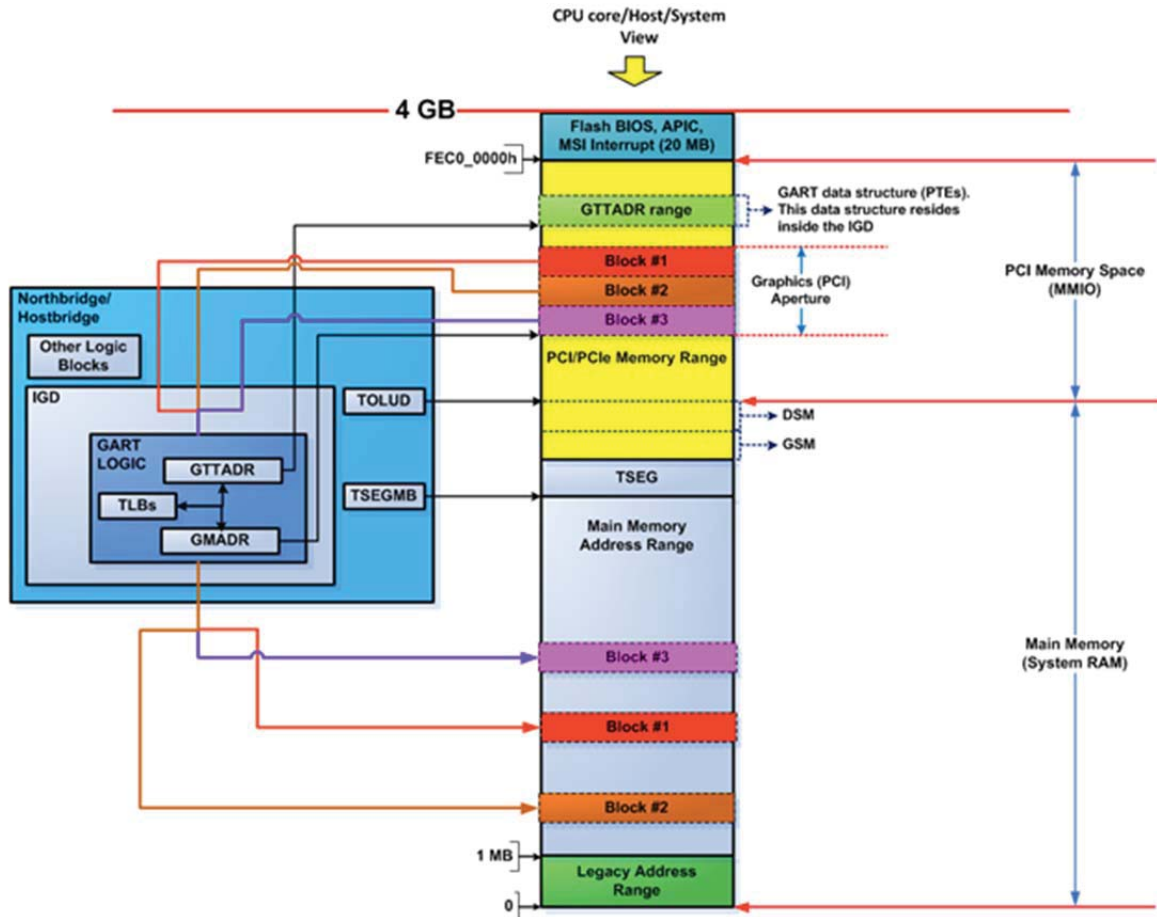 CPU core/Host/System
View
4 GB
Flash BIOS, APIC,
MSI Interrupt (20 MB)
FEC0_0000h
GTTADR range
GART data structure (PTEs).
This data structure resides
inside the IGD
Block #1
Block #2
Block #3
Graphics (PCI)
Aperture
PCI Memory Space
(MMIO)
Northbridge/
Hostbridge
Other Logic
Blocks
PCI/PCIe Memory Range
IGD
TOLUD
DSM
GSM
GART
LOGIC
GTTADR
TLBs
GMADR
TSEGMB
TSEG
Main Memory
Address Range
Block #3
Main Memory
(System RAM)
Block #1
Block #2
1 MB
Legacy Address
Range
0